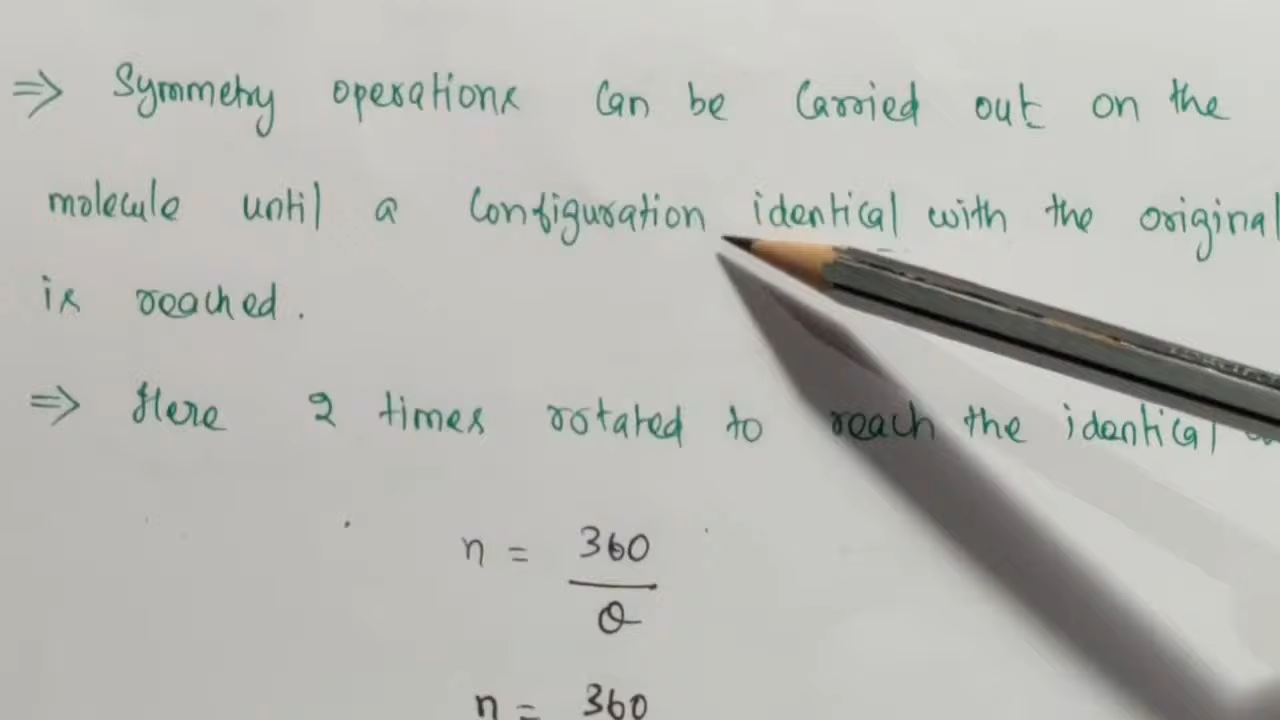 ⇒ Symmetry operations can be carried out on the
molecule until a configuration identical with the original
is reached.
⇒ Here 2 times rotated to reach the identical
n = 360
θ
n = 360